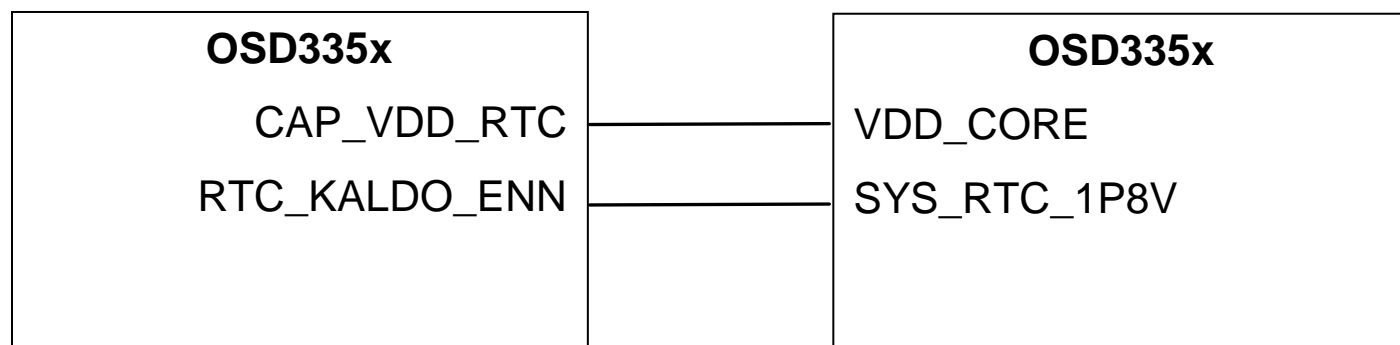 OSD335x
CAP_VDD_RTC
RTC_KALDO_ENN
OSD335x
VDD_CORE
SYS_RTC_1P8V